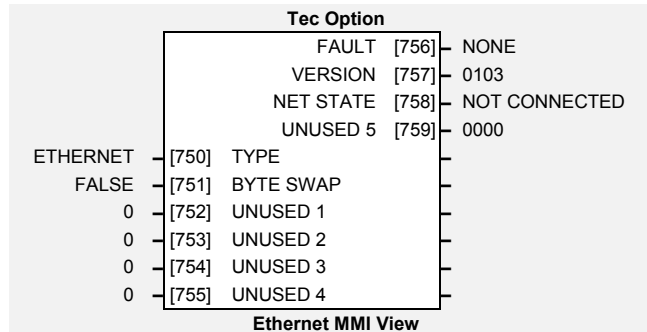 Tec Option
FAULT [756] NONE
VERSION [757] 0103
NET STATE [758] NOT CONNECTED
UNUSED 5 [759] 0000
ETHERNET [750] TYPE
FALSE [751] BYTE SWAP
0 [752] UNUSED 1
0 [753] UNUSED 2
0 [754] UNUSED 3
0 [755] UNUSED 4
Ethernet MMI View